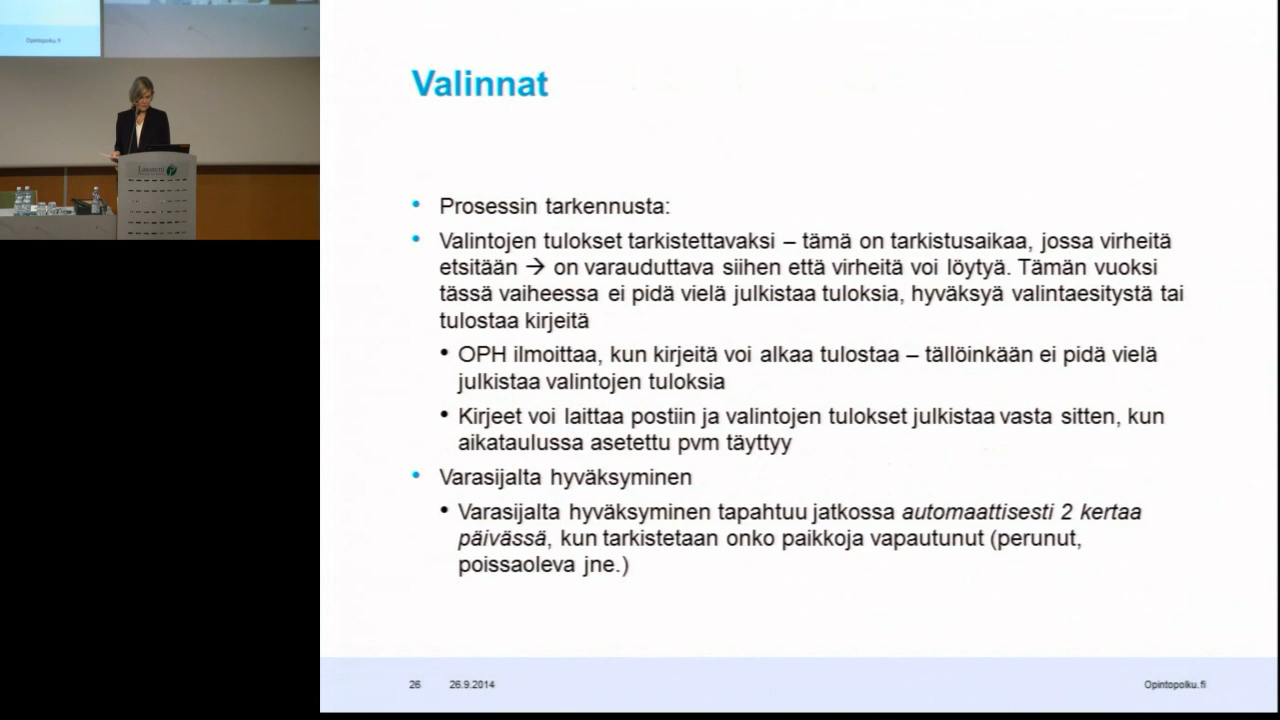 Opintopolku.fi
Valinnat
• Prosessin tarkennusta:
• Valintojen tulokset tarkistettavaksi – tämä on tarkistusaikaa, jossa virheitä
etsitään → on varauduttava siihen että virheitä voi löytyä. Tämän vuoksi
tässä vaiheessa ei pidä vielä julkistaa tuloksia, hyväksyä valintaesitystä tai
tulostaa kirjeitä
• OPH ilmoittaa, kun kirjeitä voi alkaa tulostaa – tällöinkään ei pidä vielä
julkistaa valintojen tuloksia
• Kirjeet voi laittaa postiin ja valintojen tulokset julkistaa vasta sitten, kun
aikataulussa asetettu pvm täyttyy
• Varasijalta hyväksyminen
• Varasijalta hyväksyminen tapahtuu jatkossa automaattisesti 2 kertaa
päivässä, kun tarkistetaan onko paikkoja vapautunut (perunut,
poissaoleva jne.)
26 26.9.2014 Opintopolku.fi